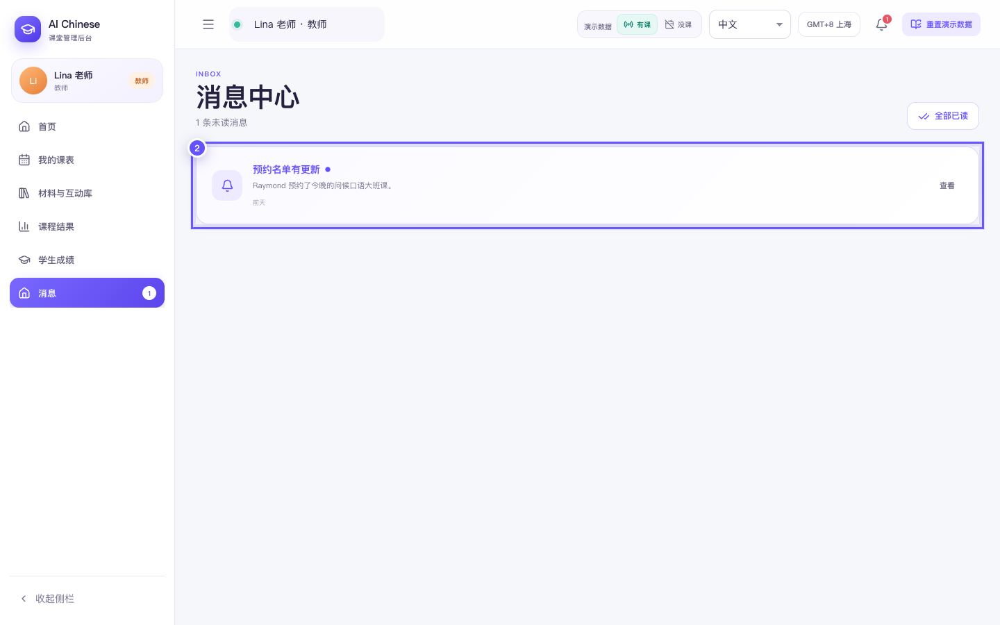 AI Chinese
课堂管理后台
Li
Lina 老师
教师
教师
首页
我的课表
材料与互动库
课程结果
学生成绩
消息
1
收起侧栏
Lina 老师 · 教师
演示数据
有课
没课
中文
GMT+8 上海
1
重置演示数据
INBOX
消息中心
1 条未读消息
全部已读
2
预约名单有更新
Raymond 预约了今晚的问候口语大班课。
前天
查看